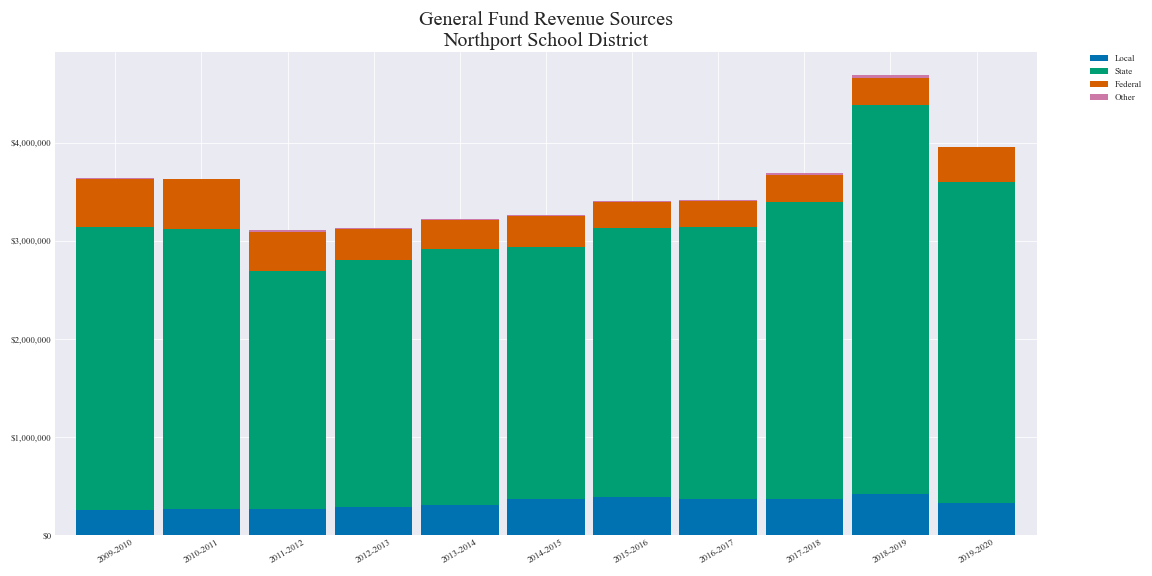 General Fund Revenue Sources
Northport School District
Local
State
Federal
Other
$4,000,000
$3,000,000
$2,000,000
$1,000,000
$0
2009-2010
2010-2011
2011-2012
2012-2013
2013-2014
2014-2015
2015-2016
2016-2017
2017-2018
2018-2019
2019-2020